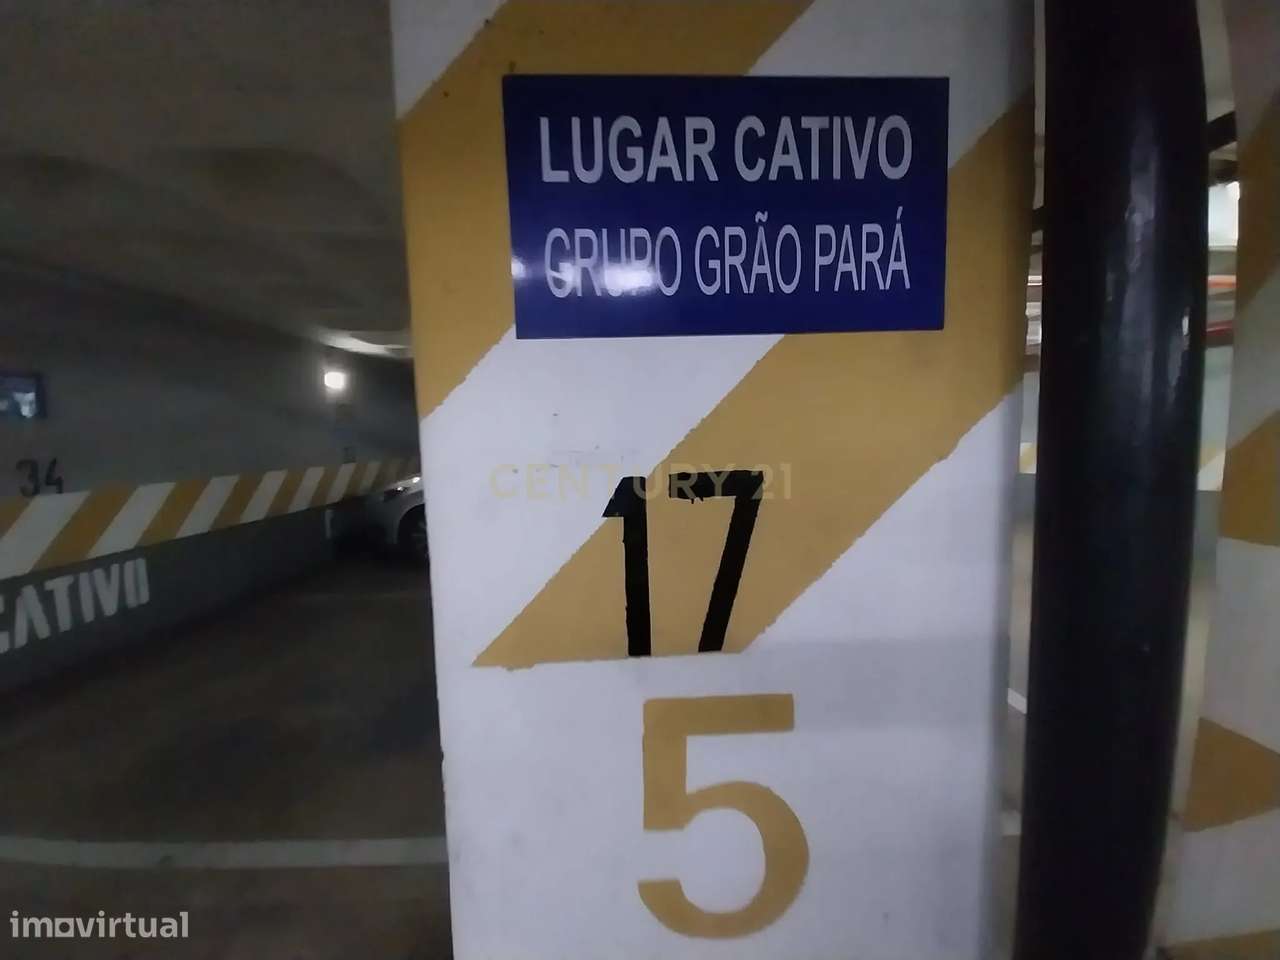 LUGAR CATIVO
GRUPO GRÃO PARÁ
34
CENTURY 21
17
CATIVO
5
imovirtual